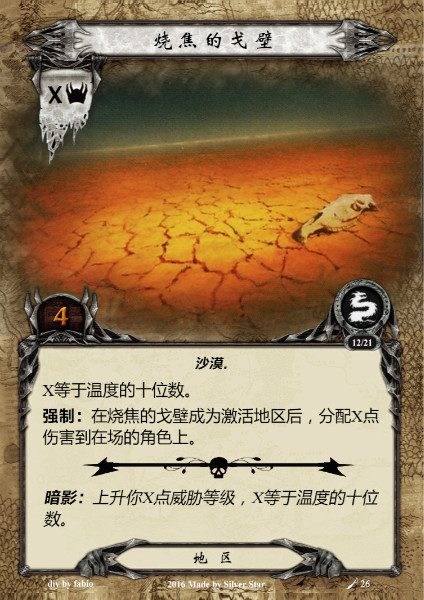 烧焦的戈壁
X
4
12/21
沙漠.
X等于温度的十位数。
强制：在烧焦的戈壁成为激活地区后，分配X点
伤害到在场的角色上。
暗影：上升你X点威胁等级，X等于温度的十位
数。
地区
diy by fabio
2016 Made by Silver Star
26